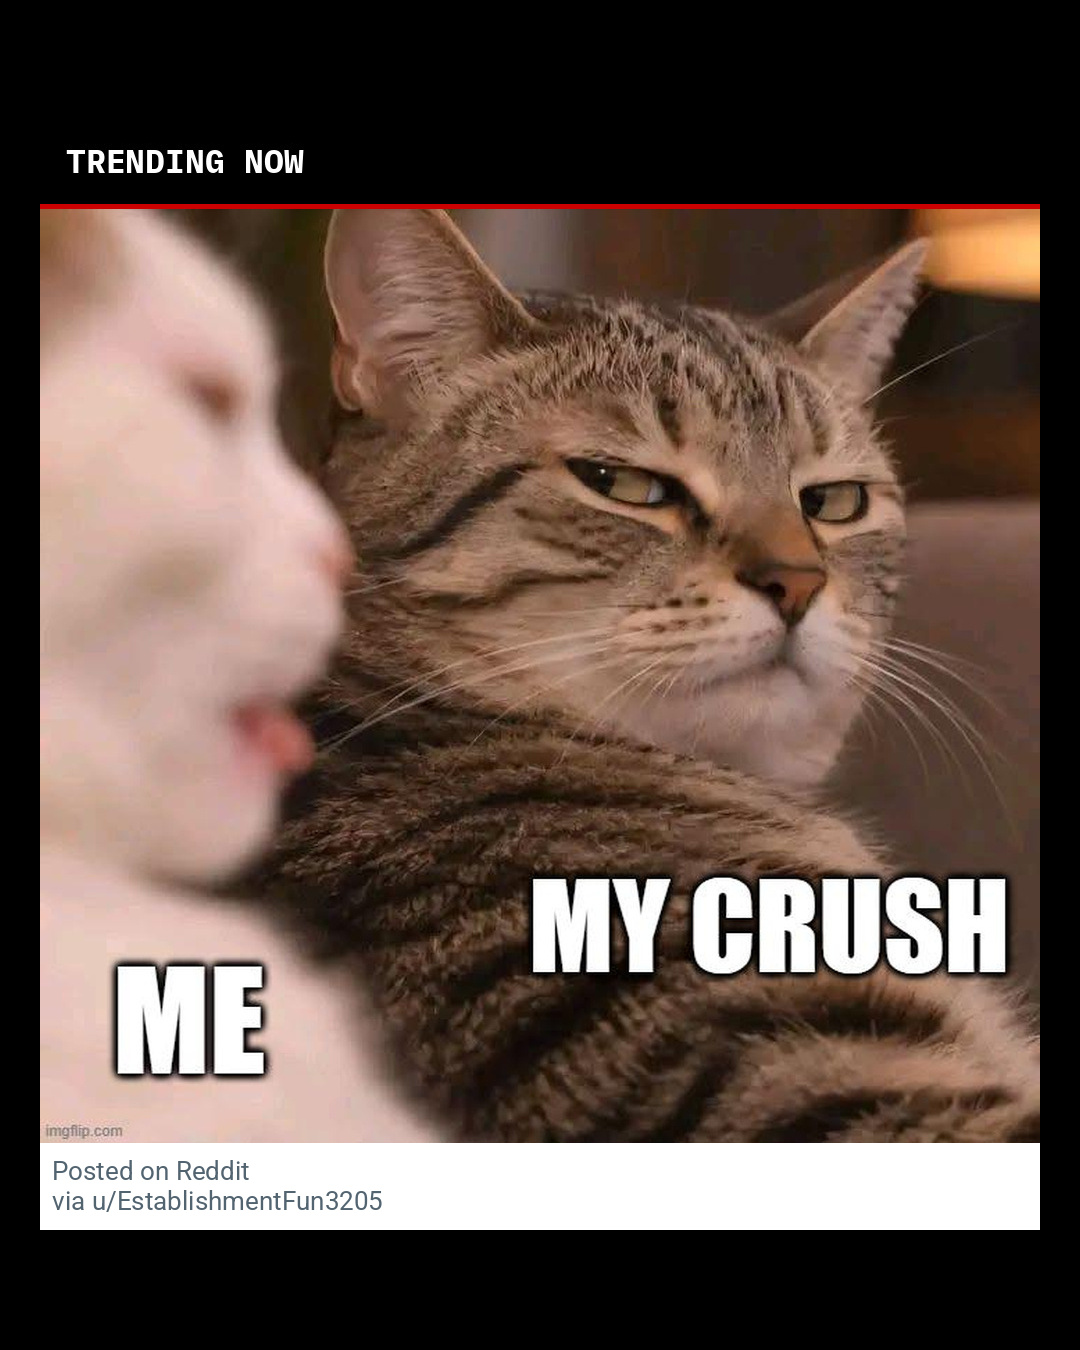 TRENDING NOW
MY CRUSH
ME
imgflip.com
Posted on Reddit
via u/EstablishmentFun3205